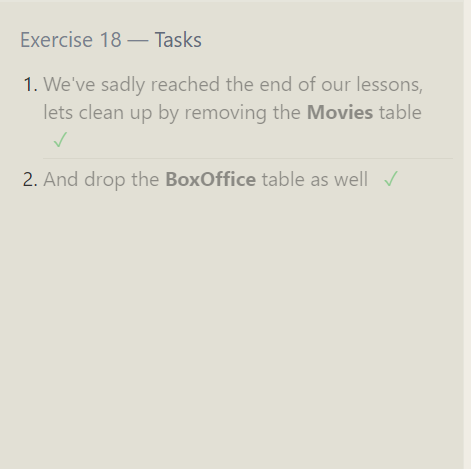 Exercise 18 — Tasks
1. We've sadly reached the end of our lessons,
lets clean up by removing the Movies table
✓
2. And drop the BoxOffice table as well ✓